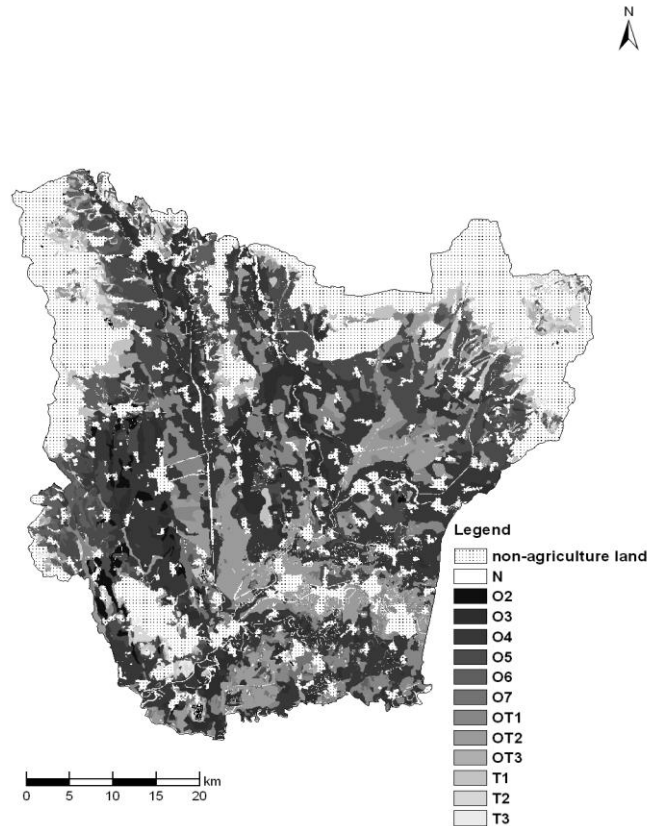 N
Legend
non-agriculture land
N
O2
O3
O4
O5
O6
O7
OT1
OT2
OT3
T1
T2
T3
km
0 5 10 15 20